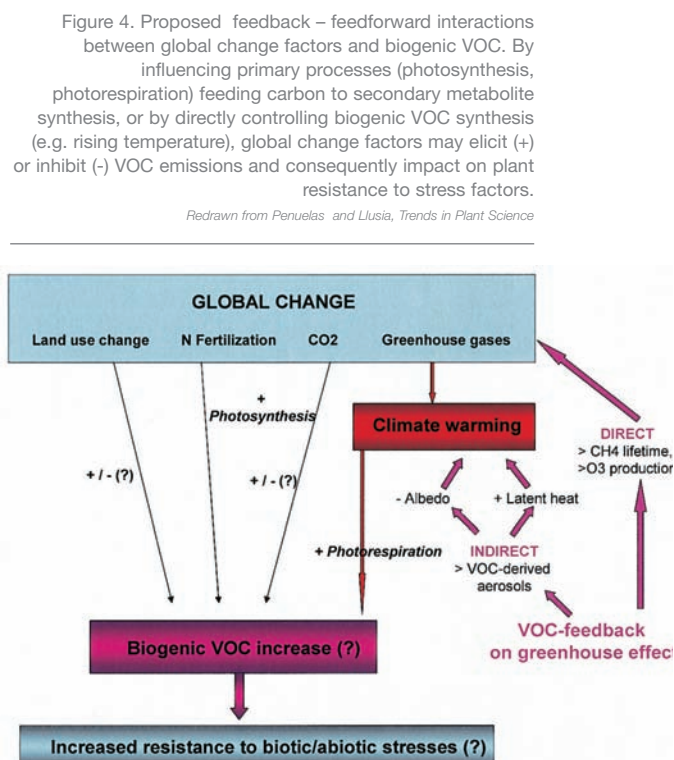 Figure 4. Proposed feedback – feedforward interactions
between global change factors and biogenic VOC. By
influencing primary processes (photosynthesis,
photorespiration) feeding carbon to secondary metabolite
synthesis, or by directly controlling biogenic VOC synthesis
(e.g. rising temperature), global change factors may elicit (+)
or inhibit (-) VOC emissions and consequently impact on plant
resistance to stress factors.
Redrawn from Penuelas and Llusia, Trends in Plant Science
GLOBAL CHANGE
Land use change N Fertilization CO2 Greenhouse gases
+
Photosynthesis
Climate warming
DIRECT
> CH4 lifetime,
>O3 production
+ / - (?)
+ / - (?)
- Albedo
+ Latent heat
+ Photorespiration
INDIRECT
> VOC-derived
aerosols
VOC-feedback
on greenhouse effect
Biogenic VOC increase (?)
Increased resistance to biotic/abiotic stresses (?)